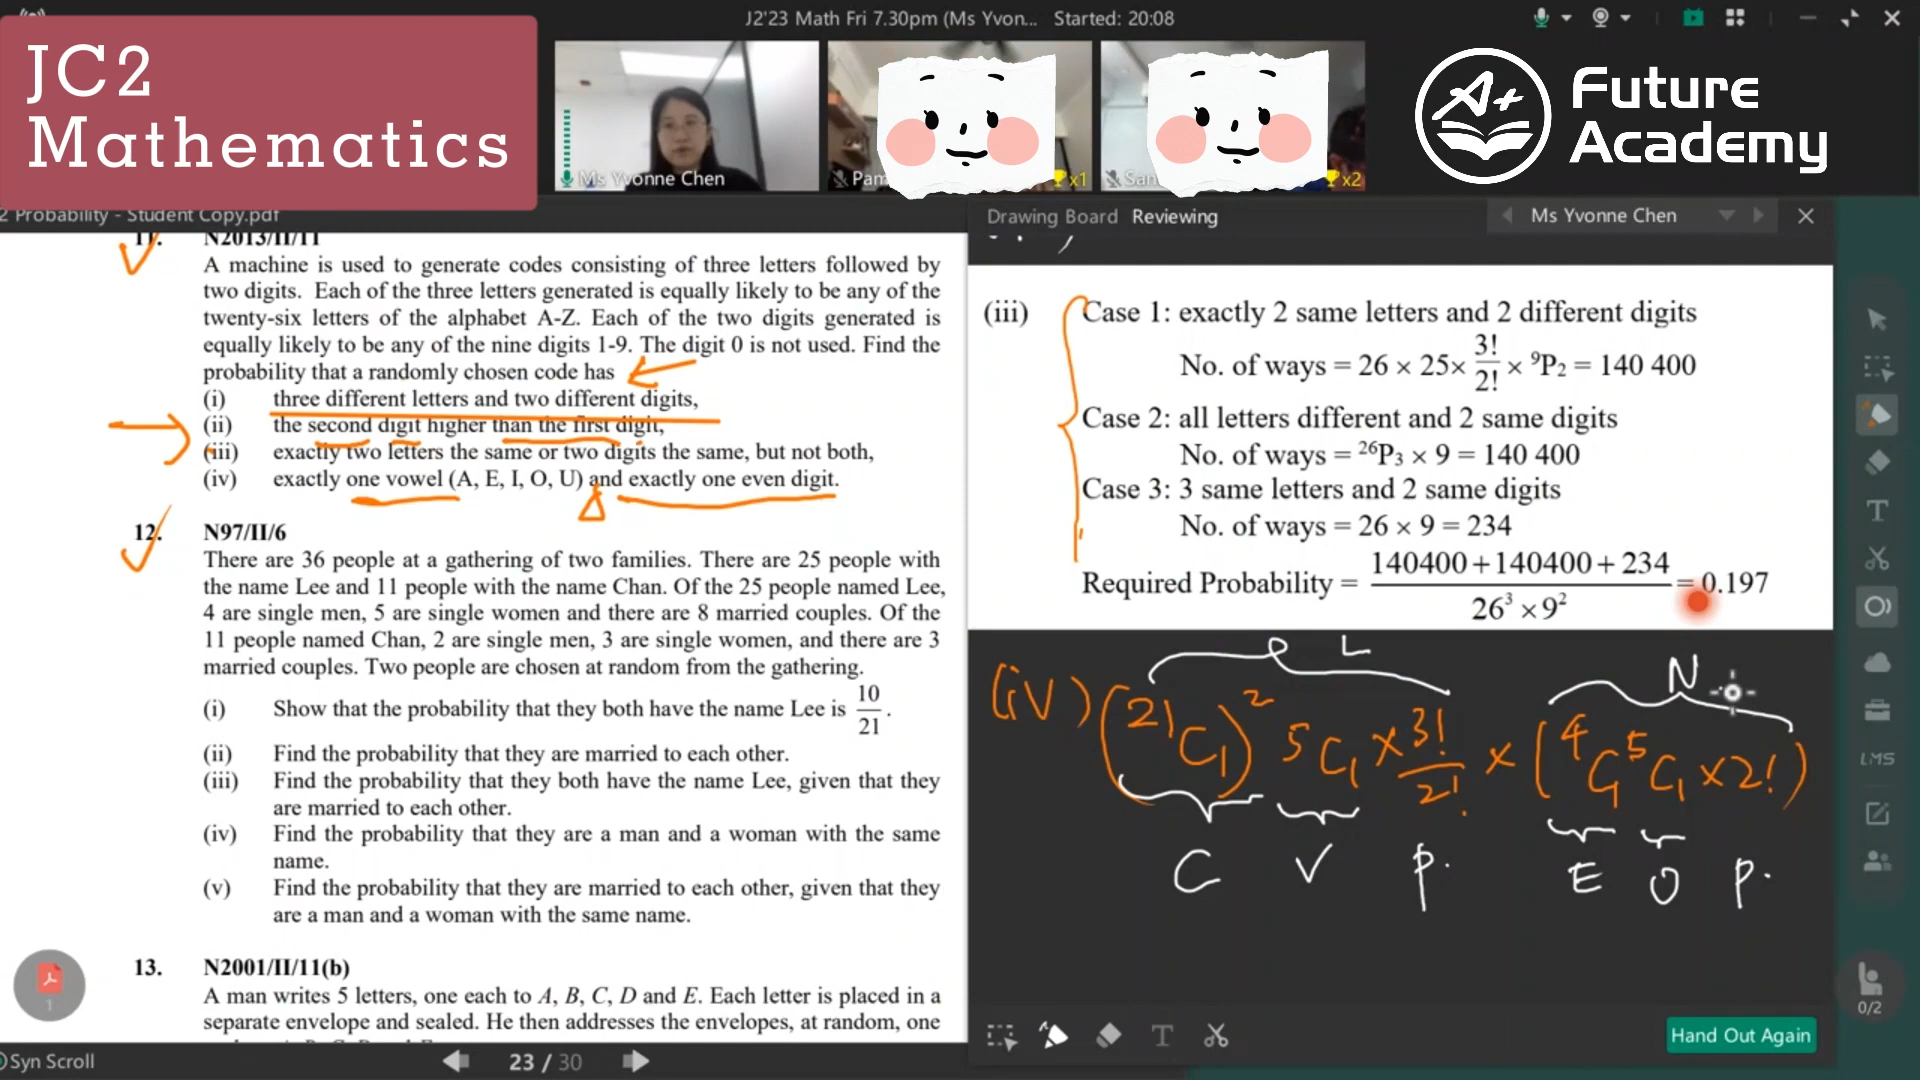 J2'23 Math Fri 7.30pm (Ms Yvon... Started: 20:08
JC2
Mathematics
Ms Yvonne Chen
Pam
x1
San
x2
A+
Future
Academy
2 Probability - Student Copy.pdf
Drawing Board Reviewing
Ms Yvonne Chen
11. N2013/II/11
A machine is used to generate codes consisting of three letters followed by
two digits. Each of the three letters generated is equally likely to be any of the
twenty-six letters of the alphabet A-Z. Each of the two digits generated is
equally likely to be any of the nine digits 1-9. The digit 0 is not used. Find the
probability that a randomly chosen code has
(i) three different letters and two different digits,
(ii) the second digit higher than the first digit,
(iii) exactly two letters the same or two digits the same, but not both,
(iv) exactly one vowel (A, E, I, O, U) and exactly one even digit.
12. N97/II/6
There are 36 people at a gathering of two families. There are 25 people with
the name Lee and 11 people with the name Chan. Of the 25 people named Lee,
4 are single men, 5 are single women and there are 8 married couples. Of the
11 people named Chan, 2 are single men, 3 are single women, and there are 3
married couples. Two people are chosen at random from the gathering.
(i) Show that the probability that they both have the name Lee is 10/21.
(ii) Find the probability that they are married to each other.
(iii) Find the probability that they both have the name Lee, given that they
are married to each other.
(iv) Find the probability that they are a man and a woman with the same
name.
(v) Find the probability that they are married to each other, given that they
are a man and a woman with the same name.
13. N2001/II/11(b)
A man writes 5 letters, one each to A, B, C, D and E. Each letter is placed in a
separate envelope and sealed. He then addresses the envelopes, at random, one
(iii) Case 1: exactly 2 same letters and 2 different digits
No. of ways = 26 × 25× 3!/2! × ⁹P₂ = 140 400
Case 2: all letters different and 2 same digits
No. of ways = ²⁶P₃ × 9 = 140 400
Case 3: 3 same letters and 2 same digits
No. of ways = 26 × 9 = 234
Required Probability = 140400+140400+234 / 26³ ×9² = 0.197
L N
(iv) (²¹C₁)² ⁵C₁ × 3!/2! × (⁴C₁ ⁵C₁ × 2!)
C V P. E O P.
LMS
0/2
Hand Out Again
1
Syn Scroll
23 / 30